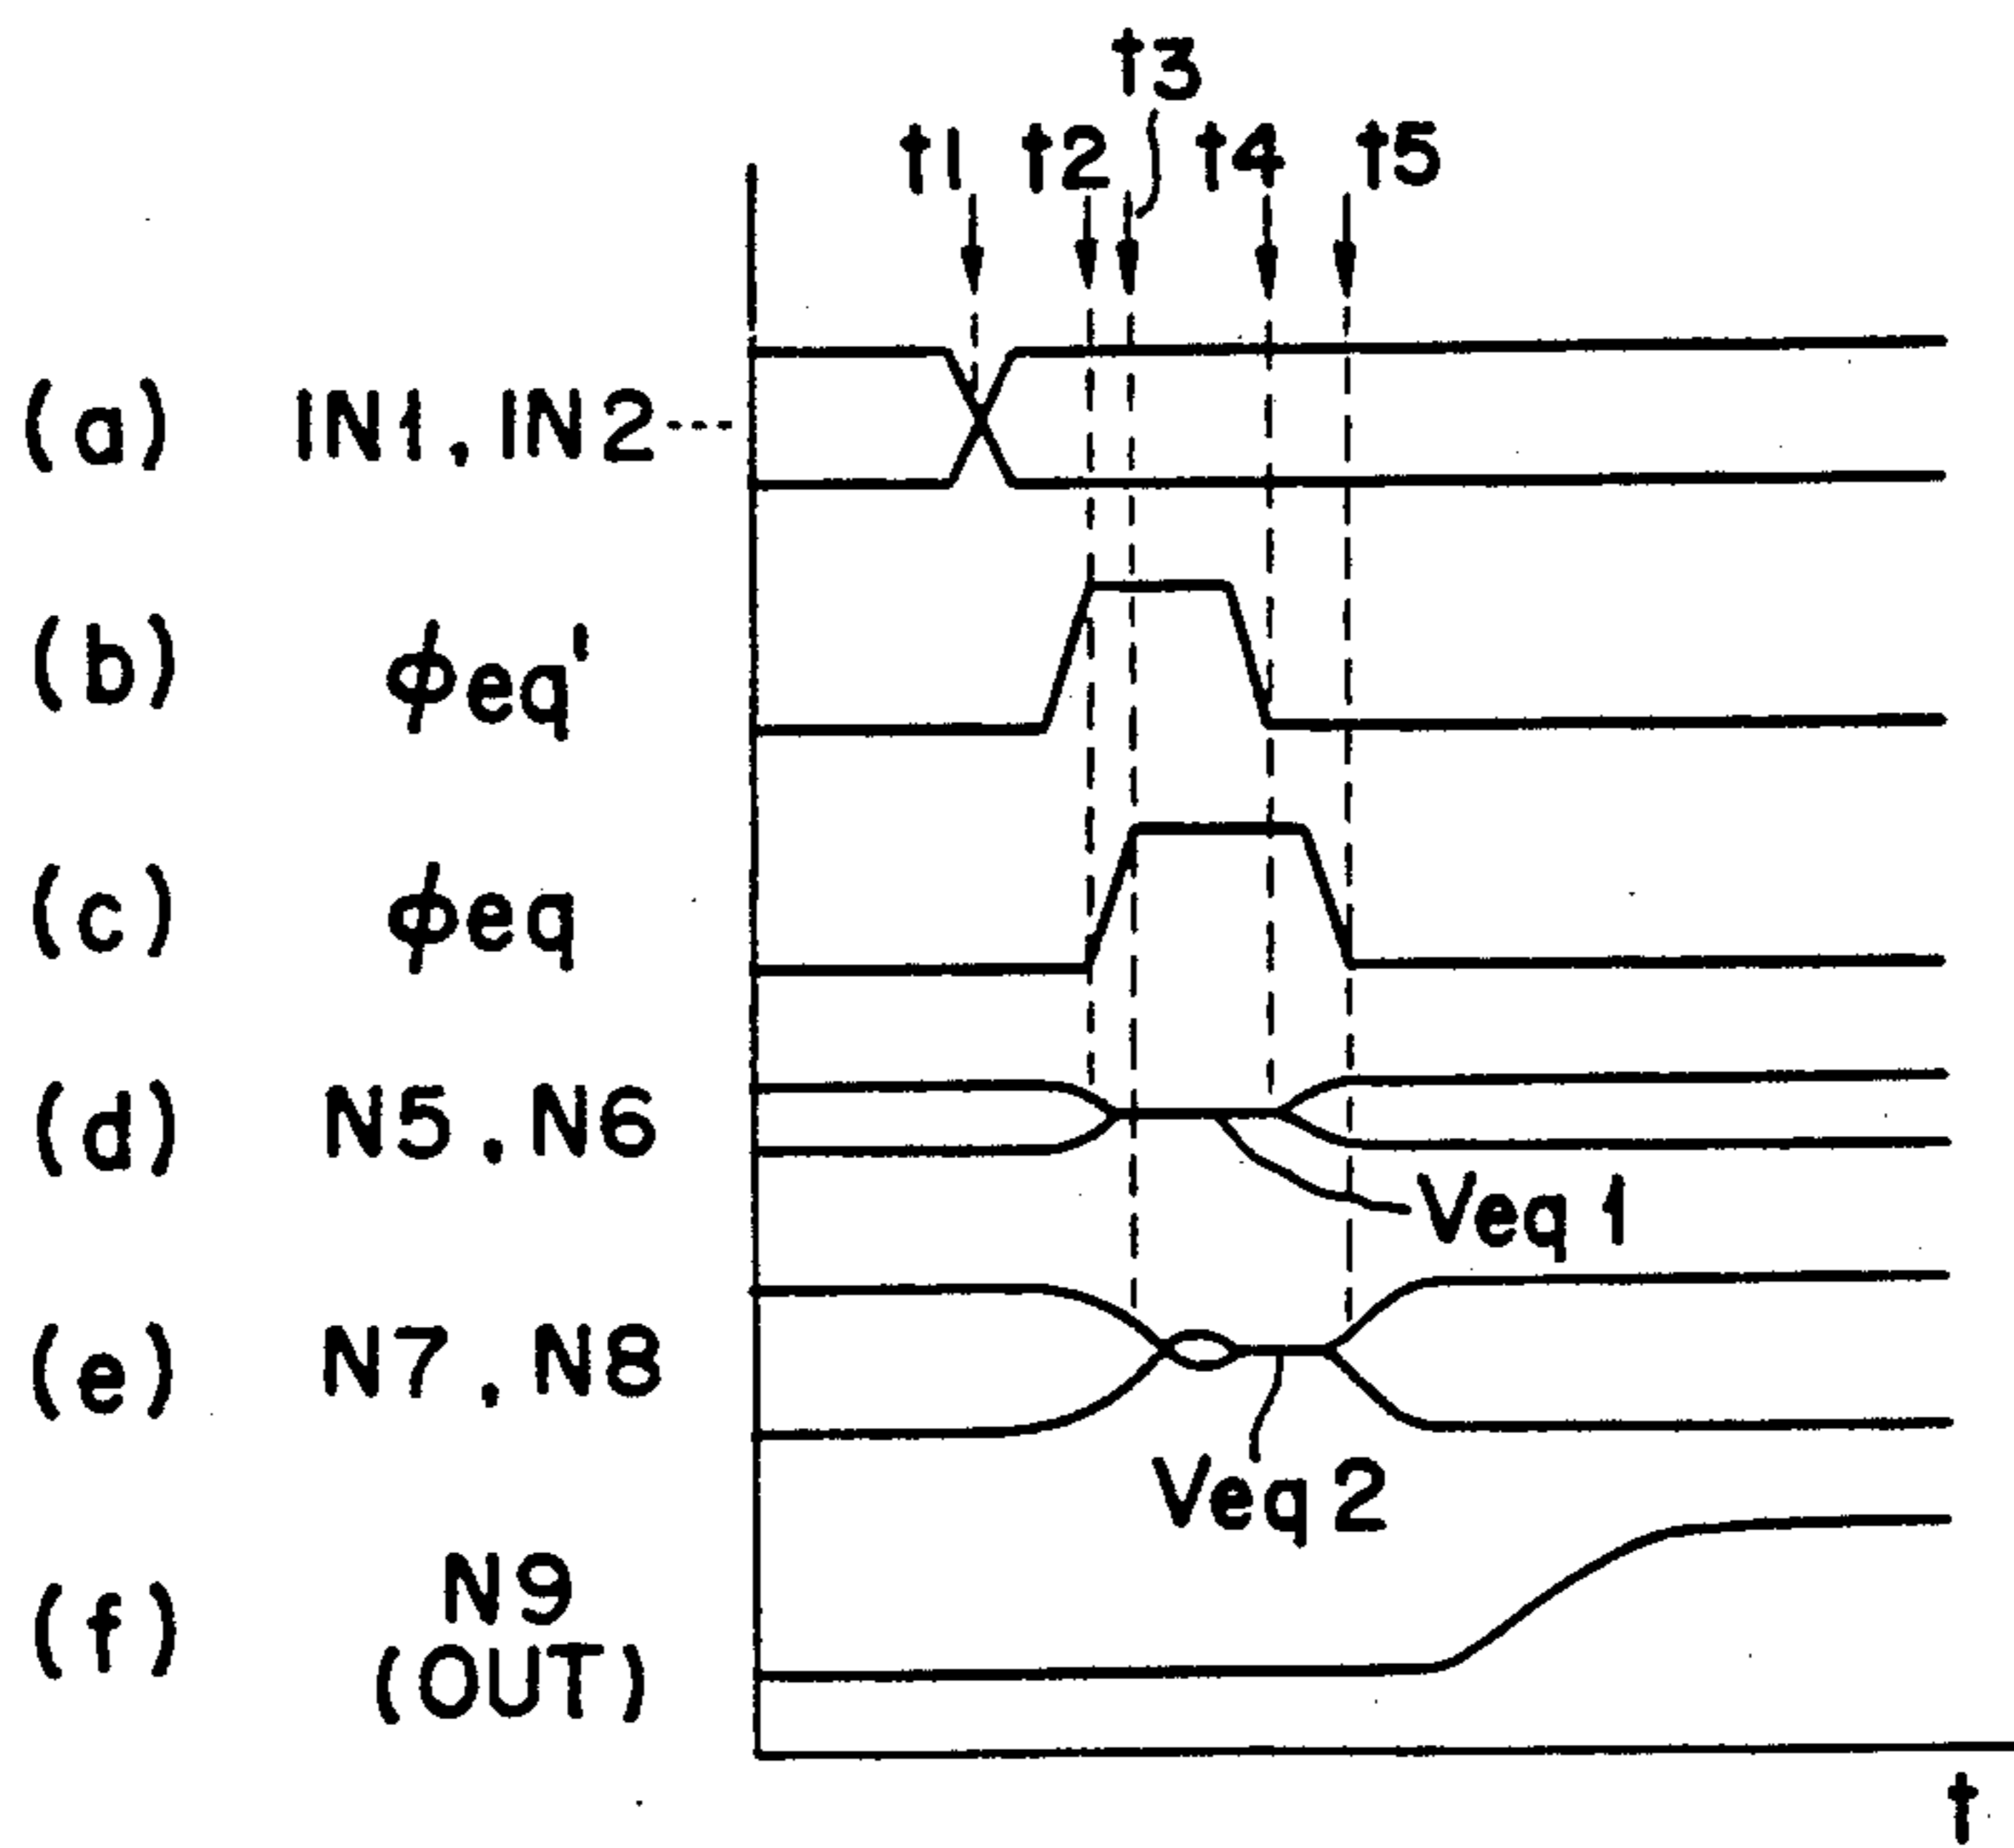 t3
t1 t2 t4 t5
(a) IN1, IN2---
(b) ϕeq'
(c) ϕeq
(d) N5, N6
Veq 1
(e) N7, N8
Veq 2
(f) N9
(OUT)
t